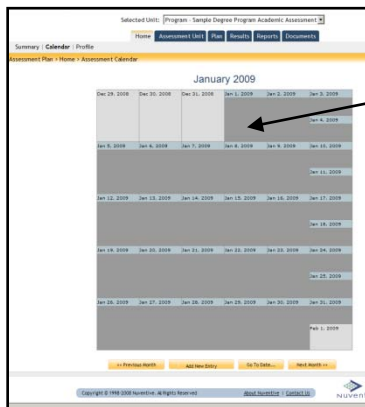 Selected Unit: Program - Sample Degree Program Academic Assessment
Home Assessment Unit Plan Results Reports Documents
Summary | Calendar | Profile
Assessment Plan > Home > Assessment Calendar
January 2009
Dec 29, 2008 Dec 30, 2008 Dec 31, 2008 Jan 1, 2009 Jan 2, 2009 Jan 3, 2009
Jan 4, 2009
Jan 5, 2009 Jan 6, 2009 Jan 7, 2009 Jan 8, 2009 Jan 9, 2009 Jan 10, 2009
Jan 11, 2009
Jan 12, 2009 Jan 13, 2009 Jan 14, 2009 Jan 15, 2009 Jan 16, 2009 Jan 17, 2009
Jan 18, 2009
Jan 19, 2009 Jan 20, 2009 Jan 21, 2009 Jan 22, 2009 Jan 23, 2009 Jan 24, 2009
Jan 25, 2009
Jan 26, 2009 Jan 27, 2009 Jan 28, 2009 Jan 29, 2009 Jan 30, 2009 Jan 31, 2009
Feb 1, 2009
<< Previous Month Add New Entry Go To Date... Next Month >>
Copyright © 1998-2008 Nuventive. All Rights Reserved About Nuventive | Contact Us